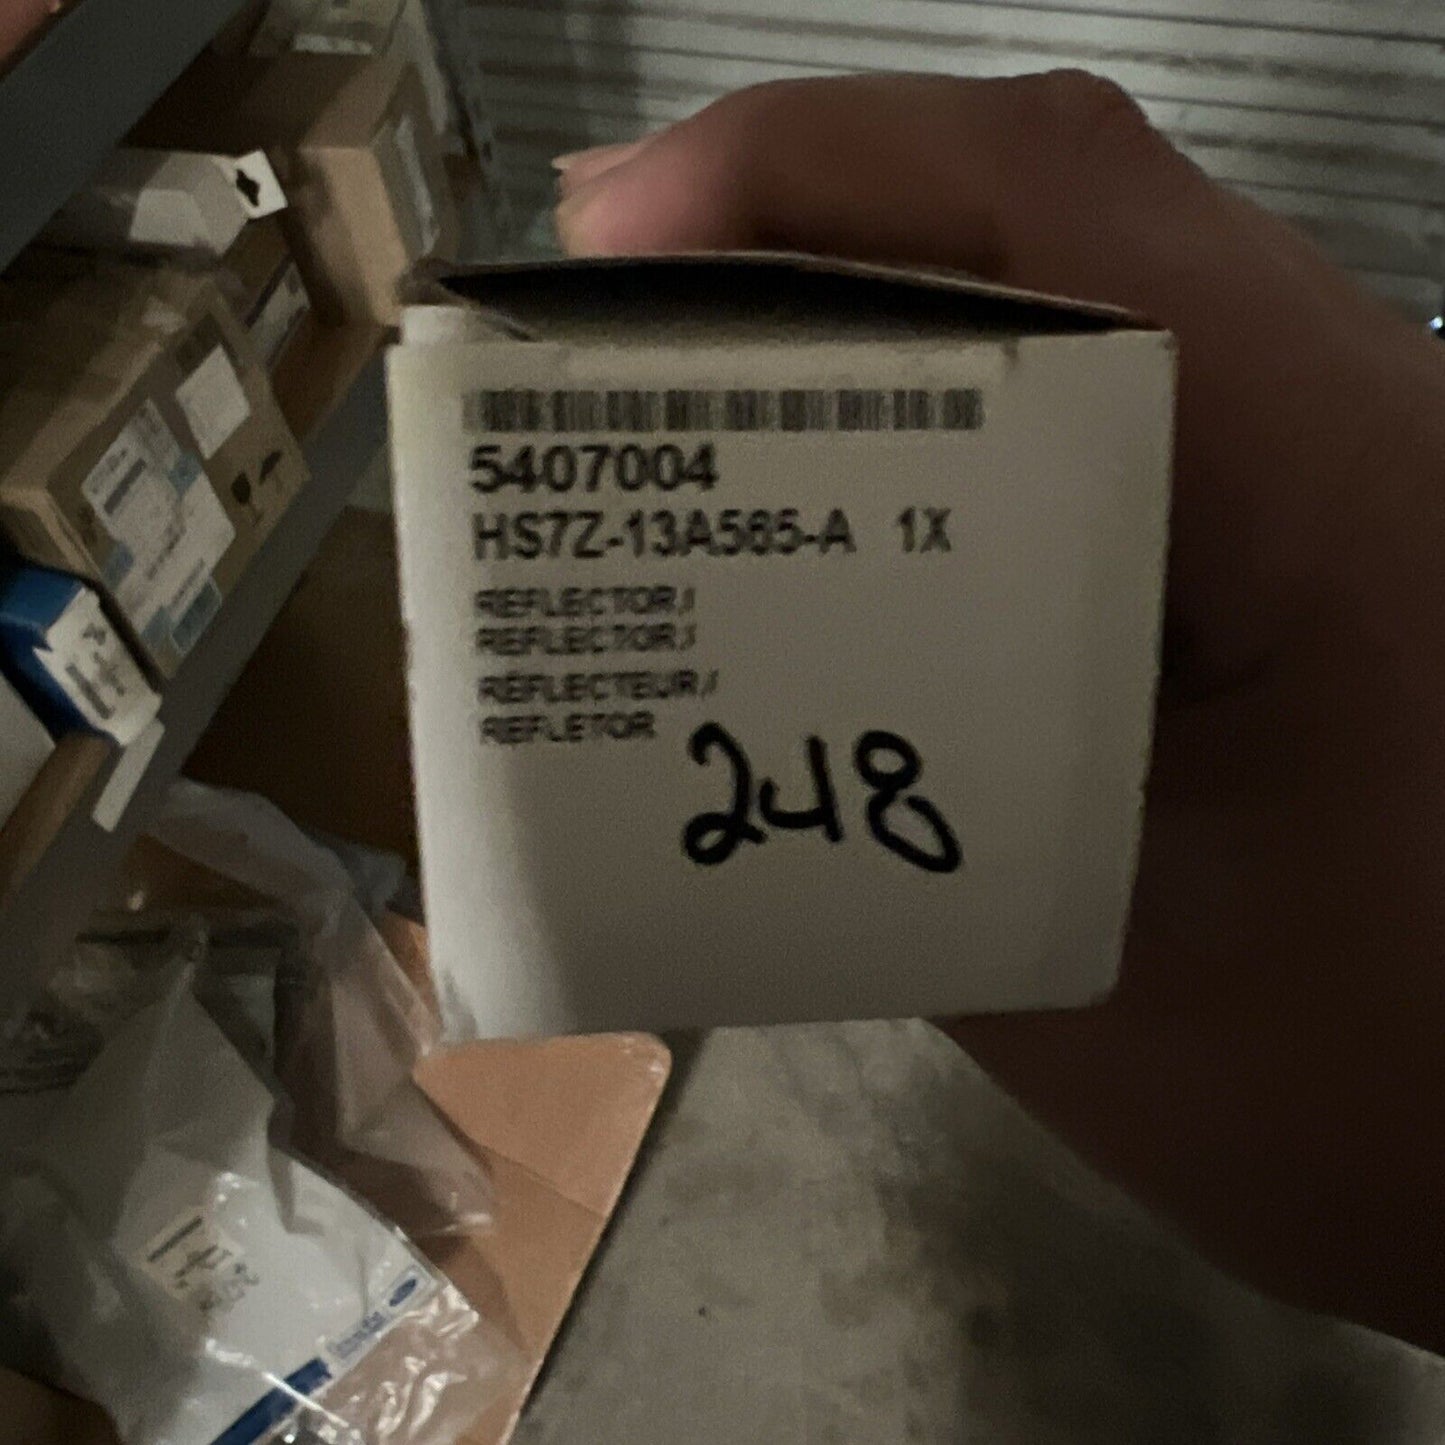 5407004
HS7Z-13A565-A 1X
REFLECTOR/
REFLECTOR/
RÉFLECTEUR/
REFLETOR
248